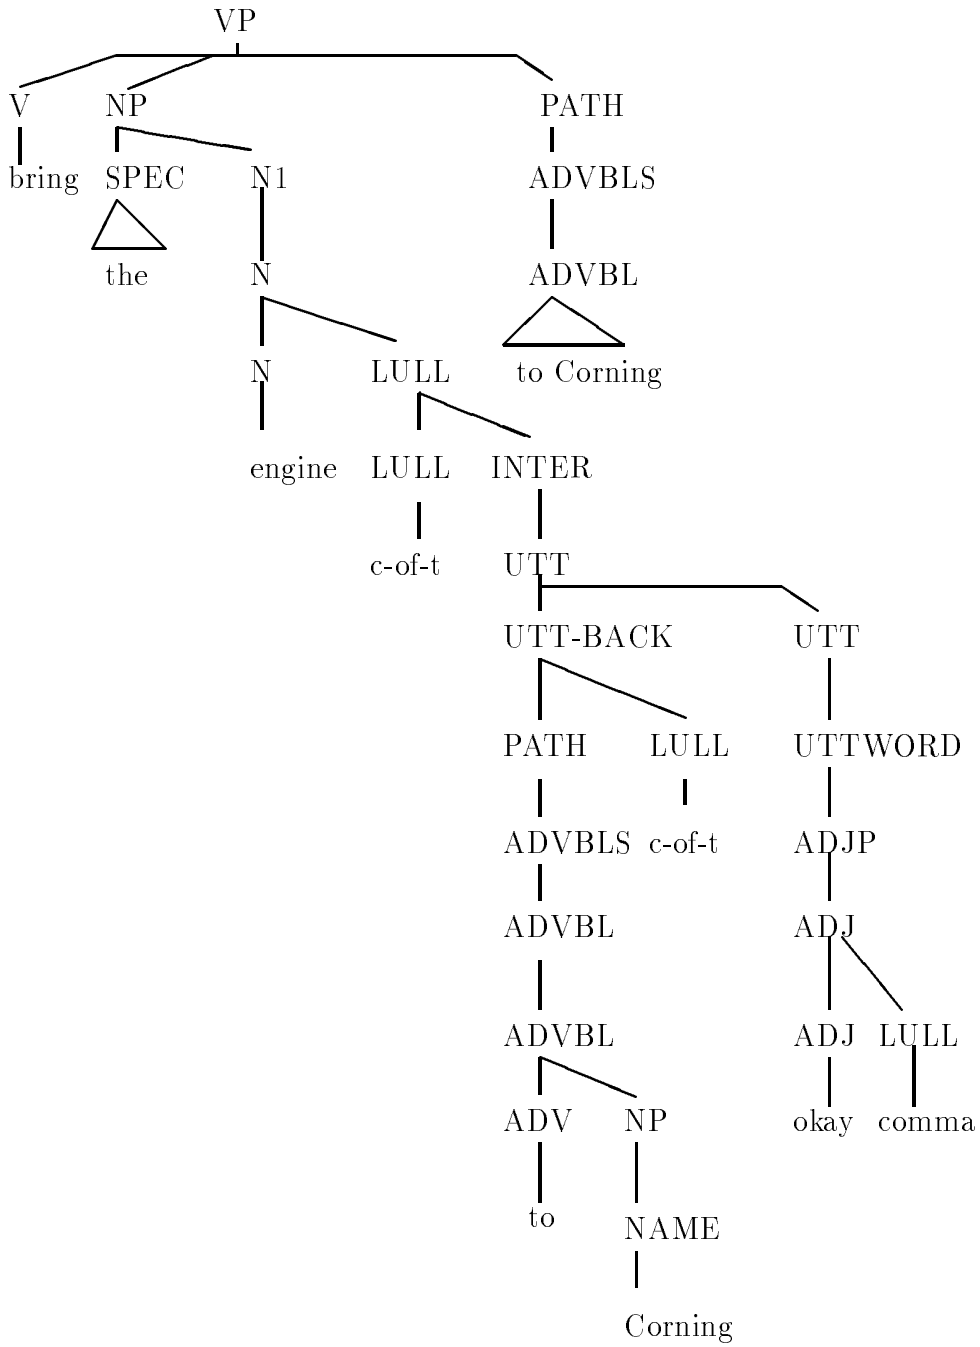 VP
V NP PATH
bring SPEC N1 ADVBLS
the N ADVBL
N LULL to Corning
engine LULL INTER
c-of-t UTT
UTT-BACK UTT
PATH LULL UTTWORD
ADVBLS c-of-t ADJP
ADVBL ADJ
ADVBL ADJ LULL
ADV NP okay comma
to NAME
Corning